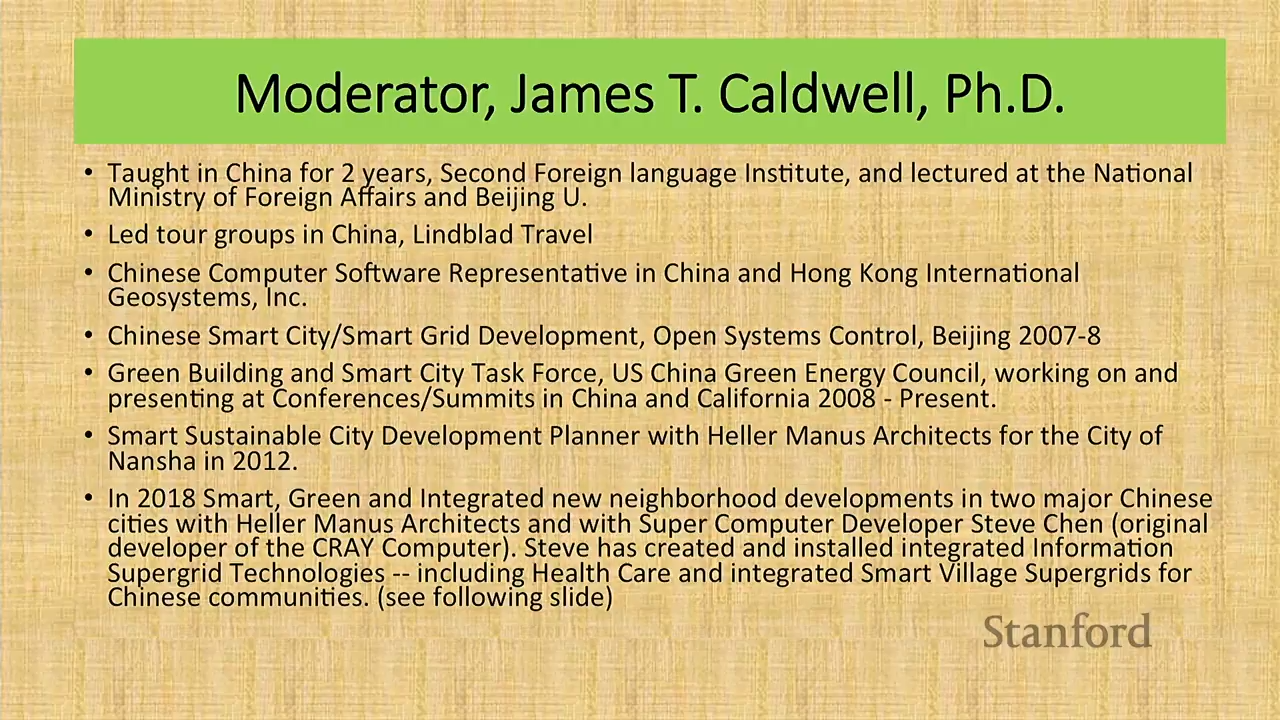 Moderator, James T. Caldwell, Ph.D.
• Taught in China for 2 years, Second Foreign language Institute, and lectured at the National
Ministry of Foreign Affairs and Beijing U.
• Led tour groups in China, Lindblad Travel
• Chinese Computer Software Representative in China and Hong Kong International
Geosystems, Inc.
• Chinese Smart City/Smart Grid Development, Open Systems Control, Beijing 2007-8
• Green Building and Smart City Task Force, US China Green Energy Council, working on and
presenting at Conferences/Summits in China and California 2008 - Present.
• Smart Sustainable City Development Planner with Heller Manus Architects for the City of
Nansha in 2012.
• In 2018 Smart, Green and Integrated new neighborhood developments in two major Chinese
cities with Heller Manus Architects and with Super Computer Developer Steve Chen (original
developer of the CRAY Computer). Steve has created and installed integrated Information
Supergrid Technologies -- including Health Care and integrated Smart Village Supergrids for
Chinese communities. (see following slide)
Stanford